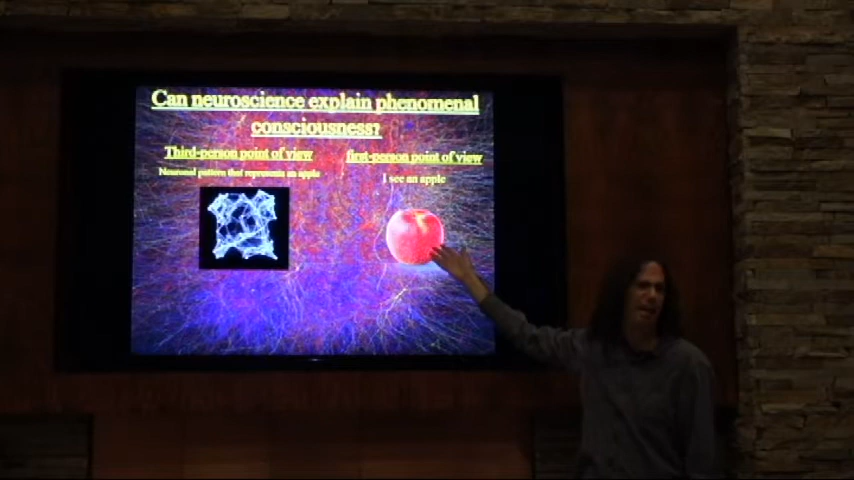 Can neuroscience explain phenomenal
consciousness?
Third-person point of view
first-person point of view
Neuronal pattern that represents an apple
I see an apple